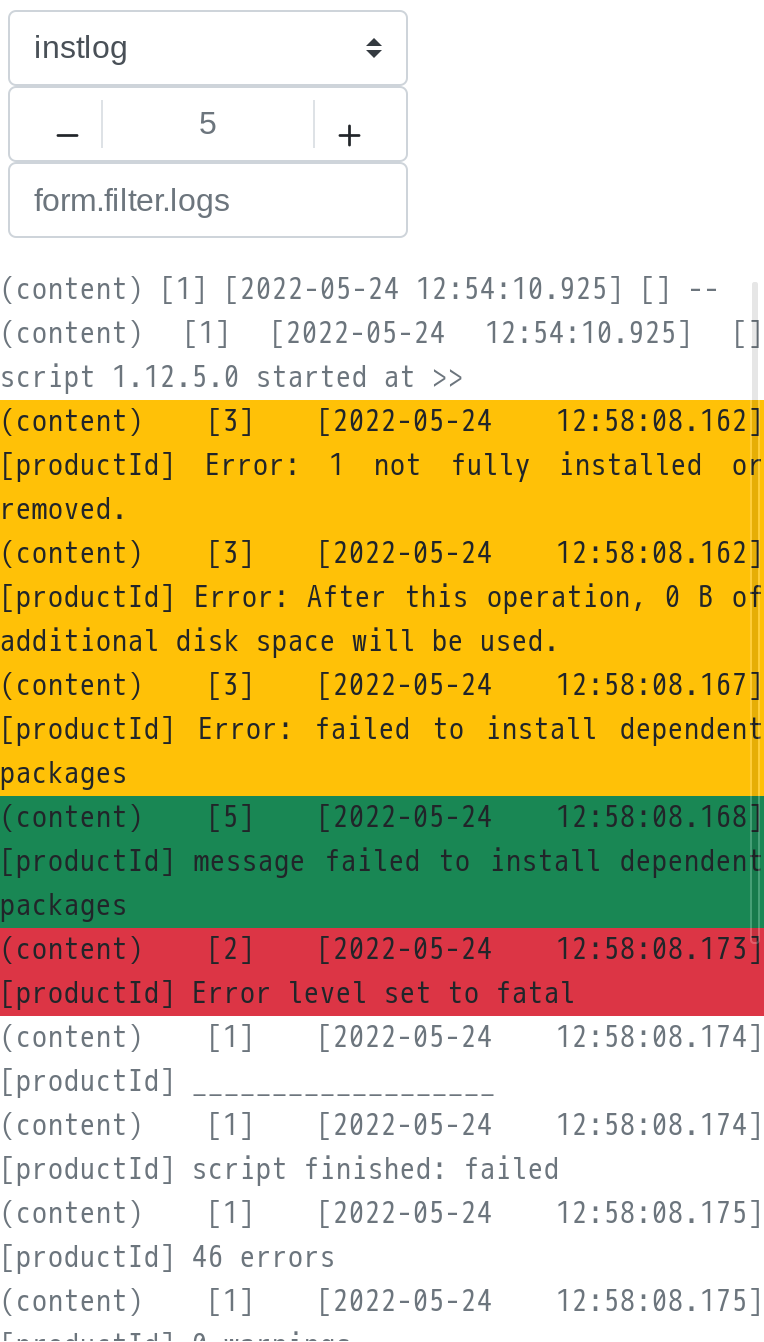 instlog
− 5 +
form.filter.logs
(content) [1] [2022-05-24 12:54:10.925] [] --
(content) [1] [2022-05-24 12:54:10.925] []
script 1.12.5.0 started at >>
(content) [3] [2022-05-24 12:58:08.162]
[productId] Error: 1 not fully installed or
removed.
(content) [3] [2022-05-24 12:58:08.162]
[productId] Error: After this operation, 0 B of
additional disk space will be used.
(content) [3] [2022-05-24 12:58:08.167]
[productId] Error: failed to install dependent
packages
(content) [5] [2022-05-24 12:58:08.168]
[productId] message failed to install dependent
packages
(content) [2] [2022-05-24 12:58:08.173]
[productId] Error level set to fatal
(content) [1] [2022-05-24 12:58:08.174]
[productId] ___________________
(content) [1] [2022-05-24 12:58:08.174]
[productId] script finished: failed
(content) [1] [2022-05-24 12:58:08.175]
[productId] 46 errors
(content) [1] [2022-05-24 12:58:08.175]
[productId] 0 warnings